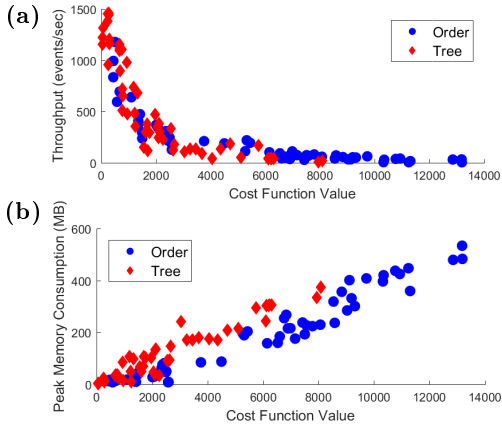 (a)
Throughput (events/sec)
1500
1000
500
0
Order
Tree
0 2000 4000 6000 8000 10000 12000 14000
Cost Function Value
(b)
Peak Memory Consumption (MB)
600
400
200
0
Order
Tree
0 2000 4000 6000 8000 10000 12000 14000
Cost Function Value